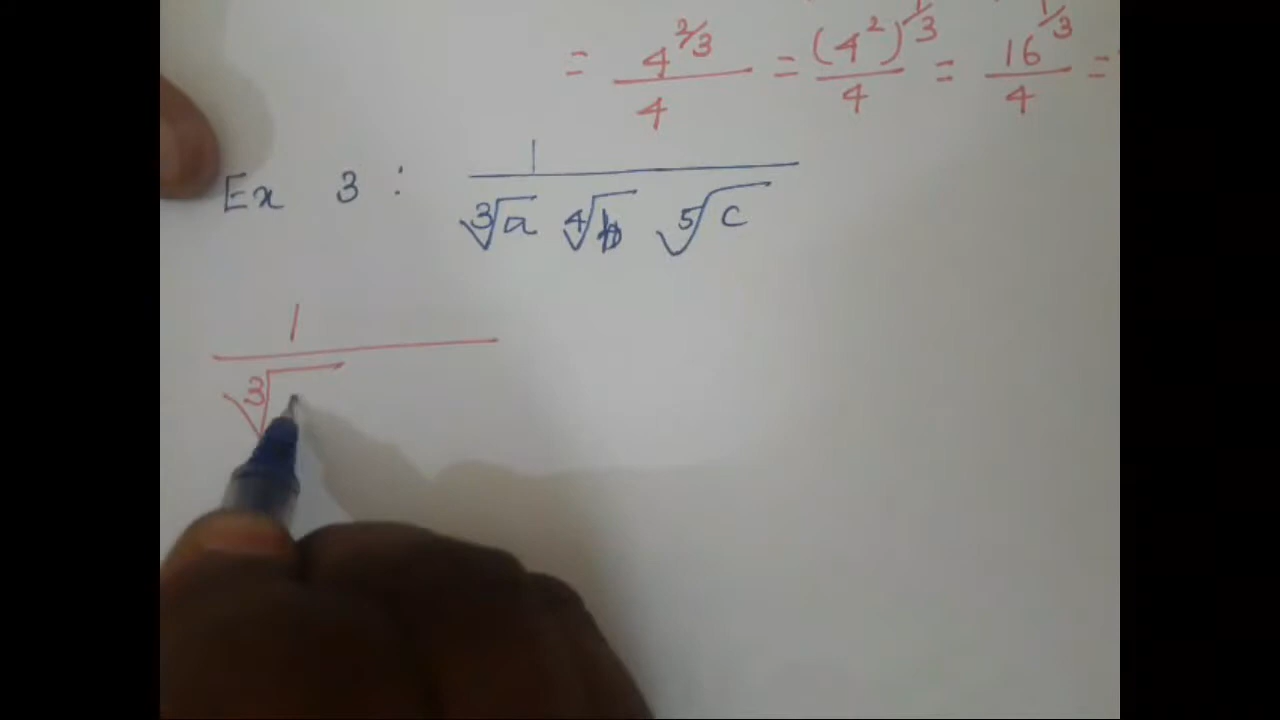 = 4^{2/3}/4 = (4^2)^{1/3}/4 = 16^{1/3}/4 =
Ex 3 : 1/(∛a ∜b ⁵√c)
1/∛